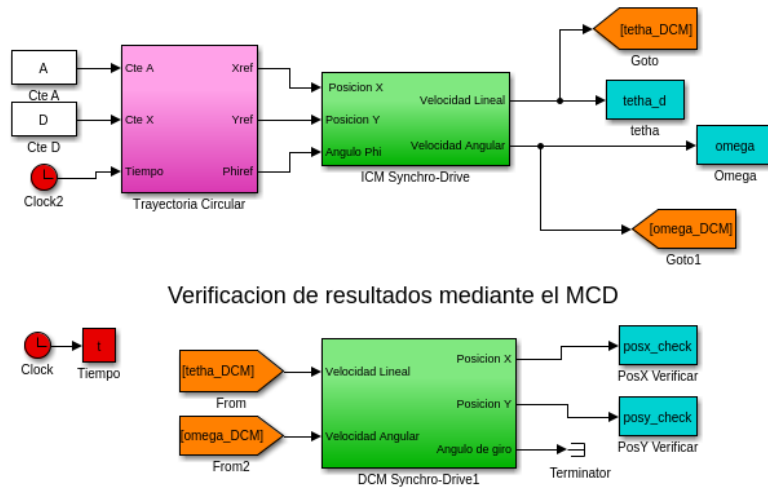 [tetha_DCM]
Goto
A
Cte A
Cte A
Xref
Posicion X
Velocidad Lineal
tetha_d
tetha
D
Cte D
Cte X
Yref
Posicion Y
Velocidad Angular
omega
Omega
Tiempo
Phiref
Angulo Phi
Clock2
Trayectoria Circular
ICM Synchro-Drive
[omega_DCM]
Goto1
Verificacion de resultados mediante el MCD
Clock
t
Tiempo
[tetha_DCM]
From
Velocidad Lineal
Posicion X
posx_check
PosX Verificar
Posicion Y
posy_check
PosY Verificar
[omega_DCM]
From2
Velocidad Angular
Angulo de giro
Terminator
DCM Synchro-Drive1